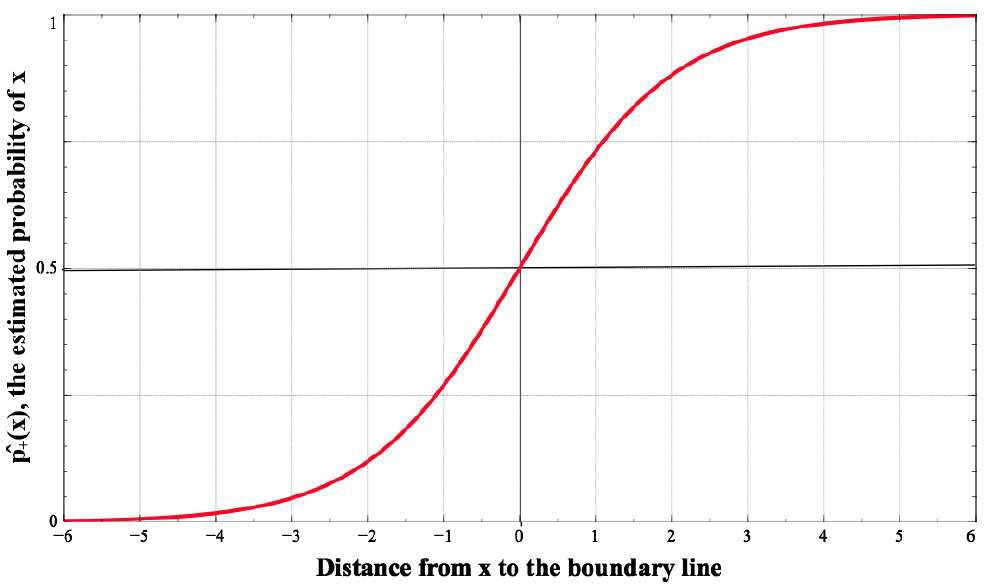 1
0.5
0
p̂₊(x), the estimated probability of x
−6 −5 −4 −3 −2 −1 0 1 2 3 4 5 6
Distance from x to the boundary line